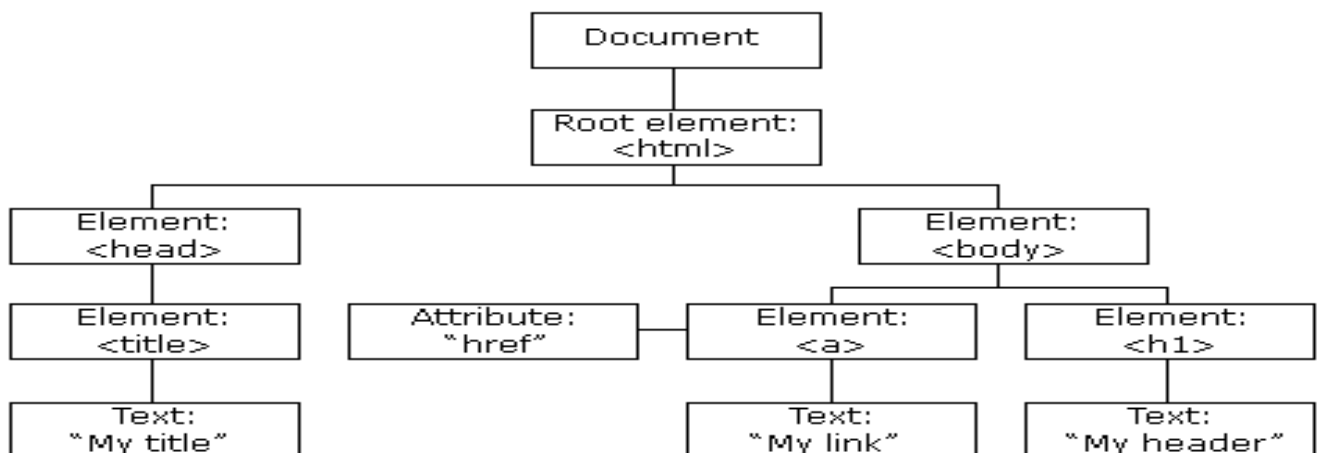 Document
Root element:
<html>
Element:
<head>
Element:
<body>
Element:
<title>
Attribute:
“href”
Element:
<a>
Element:
<h1>
Text:
“My title”
Text:
“My link”
Text:
“My header”